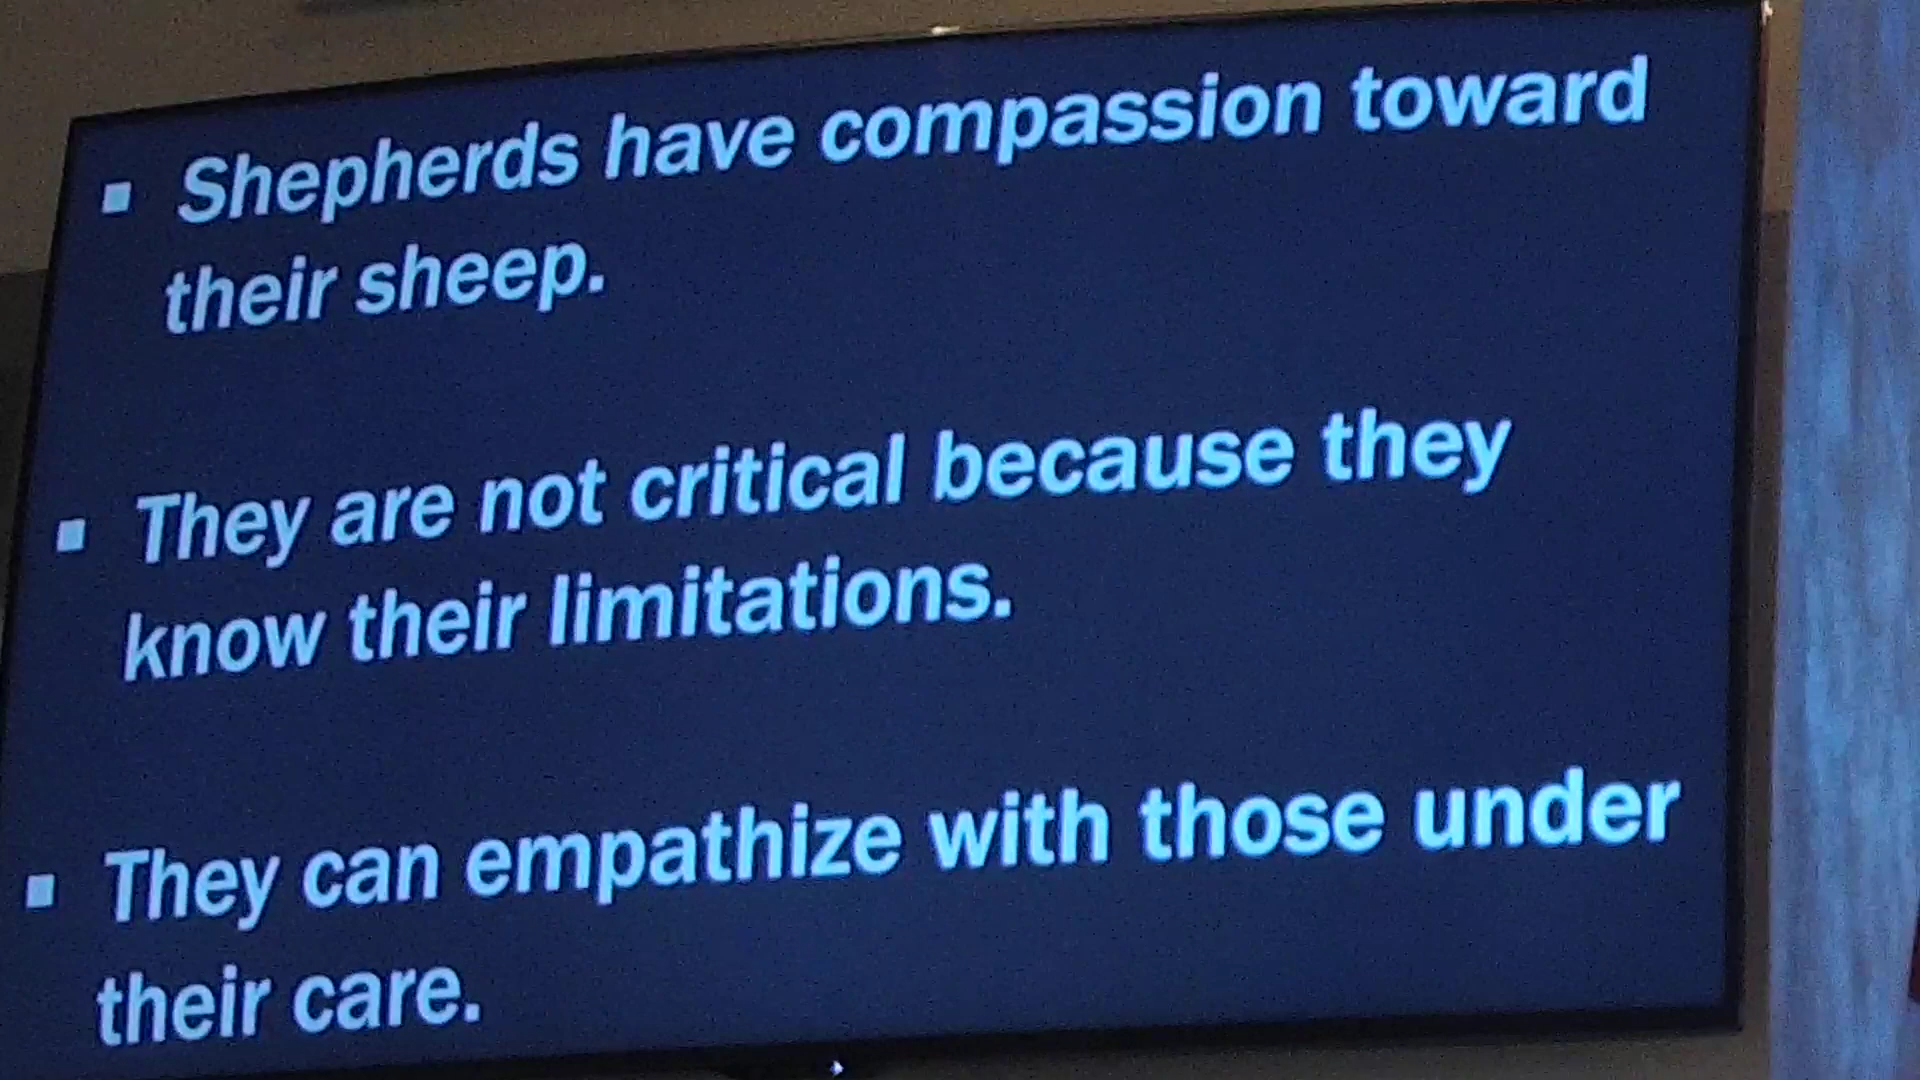 ▪ Shepherds have compassion toward
their sheep.
▪ They are not critical because they
know their limitations.
▪ They can empathize with those under
their care.